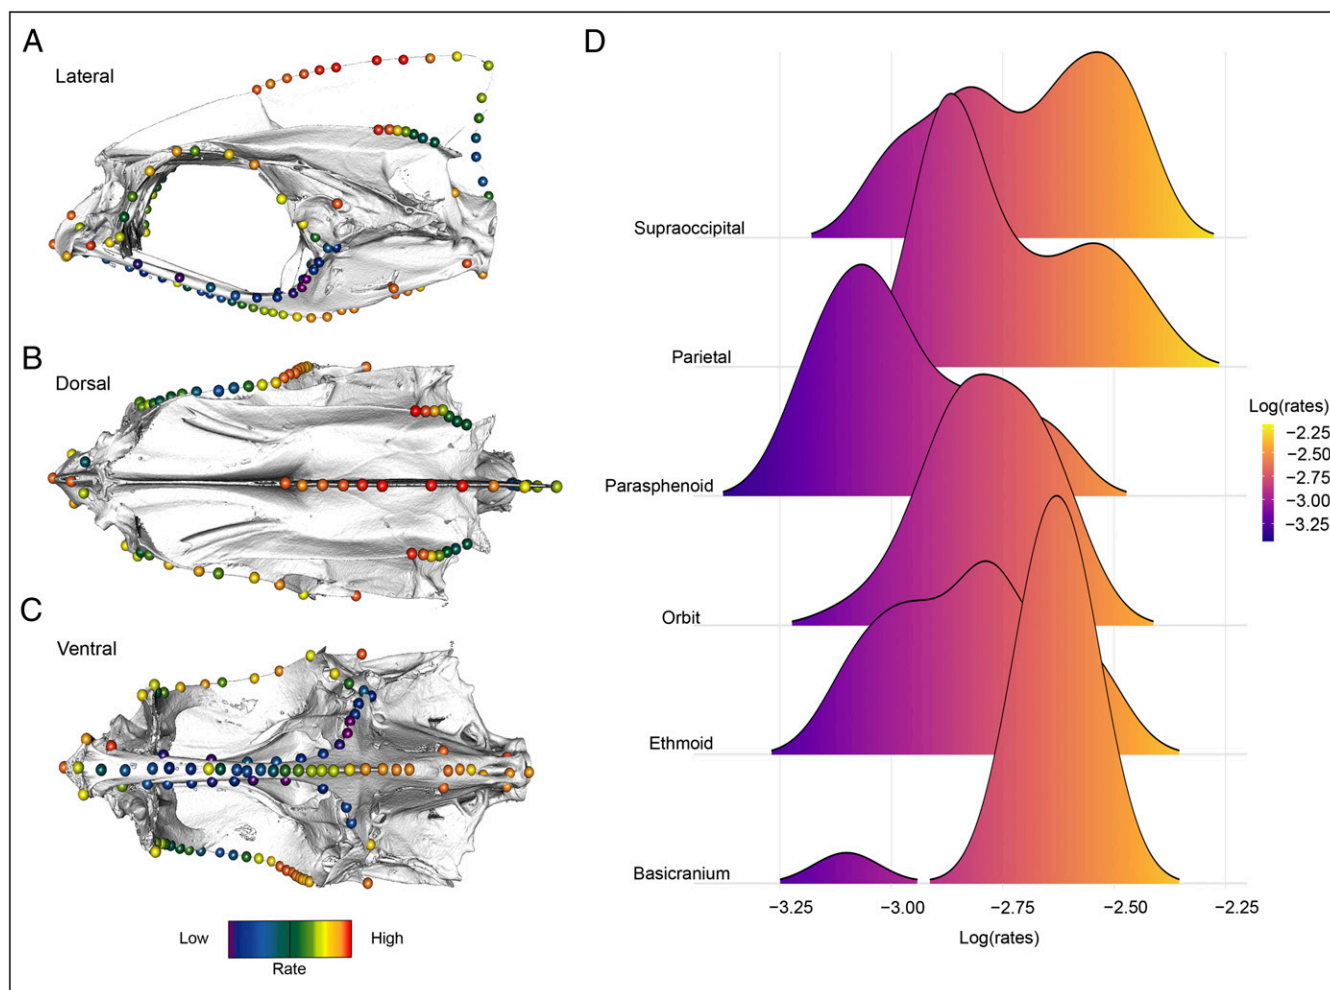 A
Lateral
B
Dorsal
C
Ventral
Low
High
Rate
D
Supraoccipital
Parietal
Parasphenoid
Orbit
Ethmoid
Basicranium
−3.25
−3.00
−2.75
−2.50
−2.25
Log(rates)
Log(rates)
−2.25
−2.50
−2.75
−3.00
−3.25